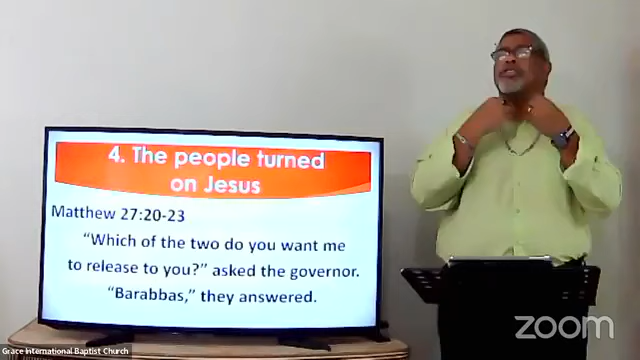 4. The people turned
on Jesus
Matthew 27:20-23
“Which of the two do you want me
to release to you?” asked the governor.
“Barabbas,” they answered.
Grace International Baptist Church
zoom